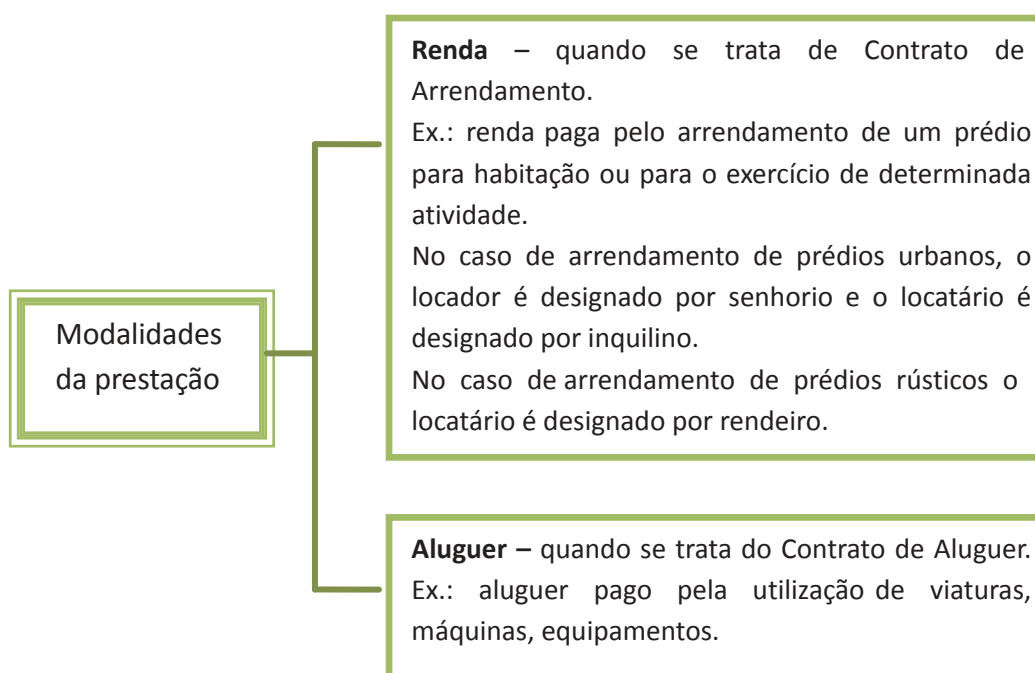 Modalidades
da prestação
Renda – quando se trata de Contrato de
Arrendamento.
Ex.: renda paga pelo arrendamento de um prédio
para habitação ou para o exercício de determinada
atividade.
No caso de arrendamento de prédios urbanos, o
locador é designado por senhorio e o locatário é
designado por inquilino.
No caso de arrendamento de prédios rústicos o
locatário é designado por rendeiro.
Aluguer – quando se trata do Contrato de Aluguer.
Ex.: aluguer pago pela utilização de viaturas,
máquinas, equipamentos.